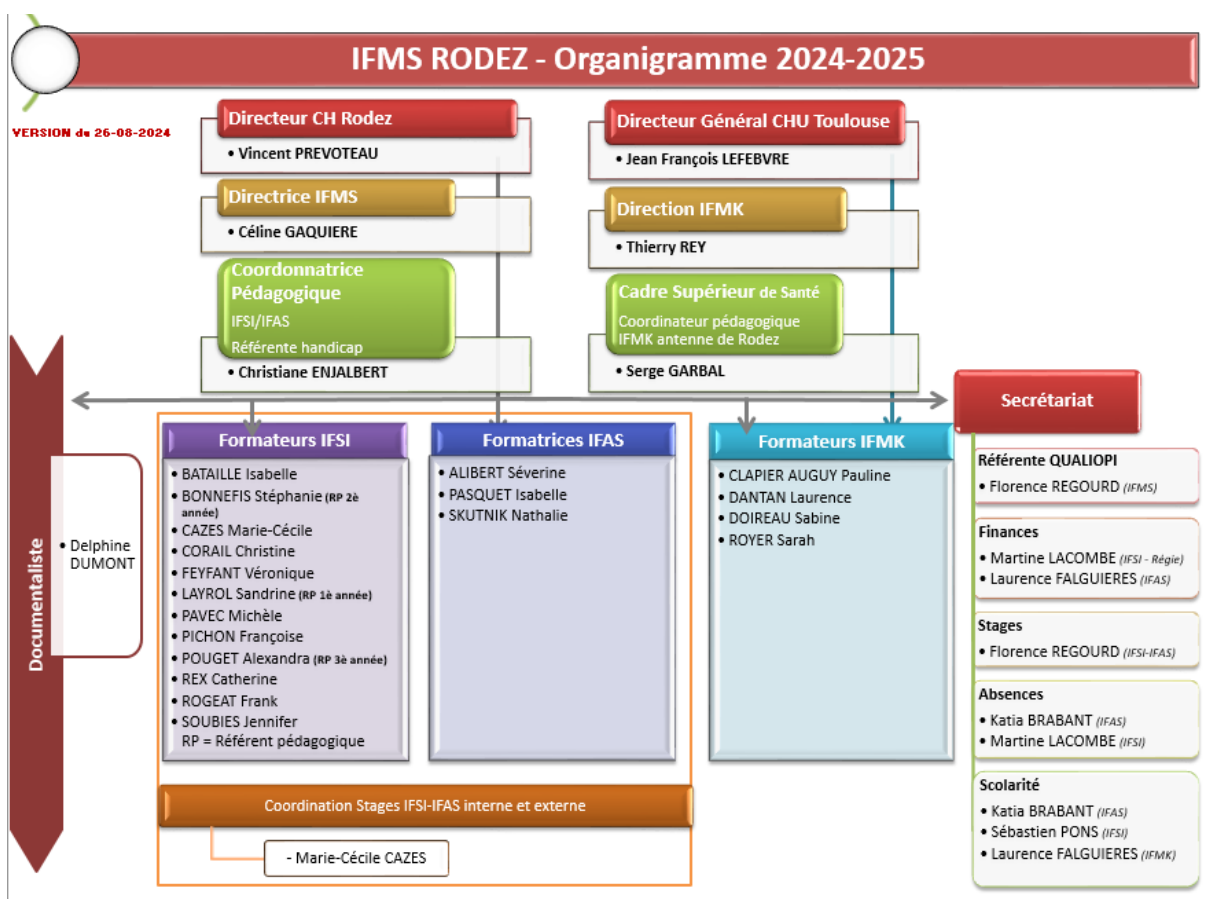 IFMS RODEZ - Organigramme 2024-2025
VERSION du 26-08-2024
Directeur CH Rodez
• Vincent PREVOTEAU
Directrice IFMS
• Céline GAQUIERE
Coordonnatrice
Pédagogique
IFSI/IFAS
Référente handicap
• Christiane ENJALBERT
Directeur Général CHU Toulouse
• Jean François LEFEBVRE
Direction IFMK
• Thierry REY
Cadre Supérieur de Santé
Coordinateur pédagogique
IFMK antenne de Rodez
• Serge GARBAL
Documentaliste
• Delphine
DUMONT
Formateurs IFSI
• BATAILLE Isabelle
• BONNEFIS Stéphanie (RP 2è
année)
• CAZES Marie-Cécile
• CORAIL Christine
• FEYFANT Véronique
• LAYROL Sandrine (RP 1è année)
• PAVEC Michèle
• PICHON Françoise
• POUGET Alexandra (RP 3è année)
• REX Catherine
• ROGEAT Frank
• SOUBIES Jennifer
RP = Référent pédagogique
Formatrices IFAS
• ALIBERT Séverine
• PASQUET Isabelle
• SKUTNIK Nathalie
Coordination Stages IFSI-IFAS interne et externe
- Marie-Cécile CAZES
Formateurs IFMK
• CLAPIER AUGUY Pauline
• DANTAN Laurence
• DOIREAU Sabine
• ROYER Sarah
Secrétariat
Référente QUALIOPI
• Florence REGOURD (IFMS)
Finances
• Martine LACOMBE (IFSI - Régie)
• Laurence FALGUIERES (IFAS)
Stages
• Florence REGOURD (IFSI-IFAS)
Absences
• Katia BRABANT (IFAS)
• Martine LACOMBE (IFSI)
Scolarité
• Katia BRABANT (IFAS)
• Sébastien PONS (IFSI)
• Laurence FALGUIERES (IFMK)